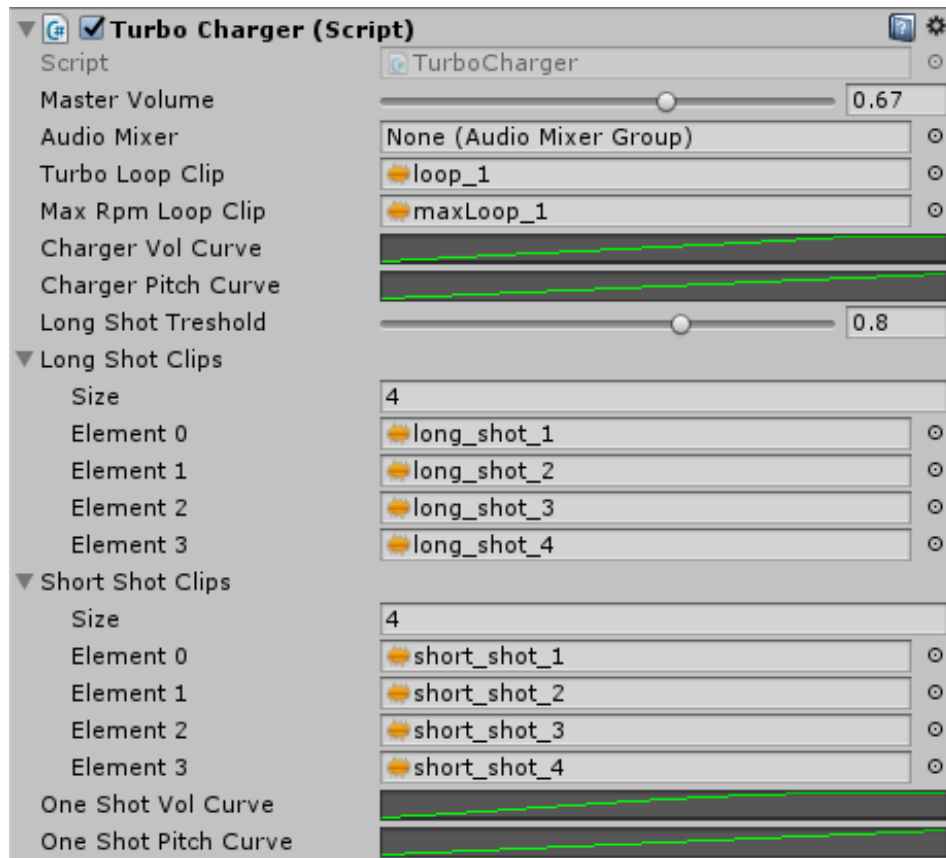 Turbo Charger (Script)
Script TurboCharger
Master Volume 0.67
Audio Mixer None (Audio Mixer Group)
Turbo Loop Clip loop_1
Max Rpm Loop Clip maxLoop_1
Charger Vol Curve
Charger Pitch Curve
Long Shot Treshold 0.8
Long Shot Clips
Size 4
Element 0 long_shot_1
Element 1 long_shot_2
Element 2 long_shot_3
Element 3 long_shot_4
Short Shot Clips
Size 4
Element 0 short_shot_1
Element 1 short_shot_2
Element 2 short_shot_3
Element 3 short_shot_4
One Shot Vol Curve
One Shot Pitch Curve